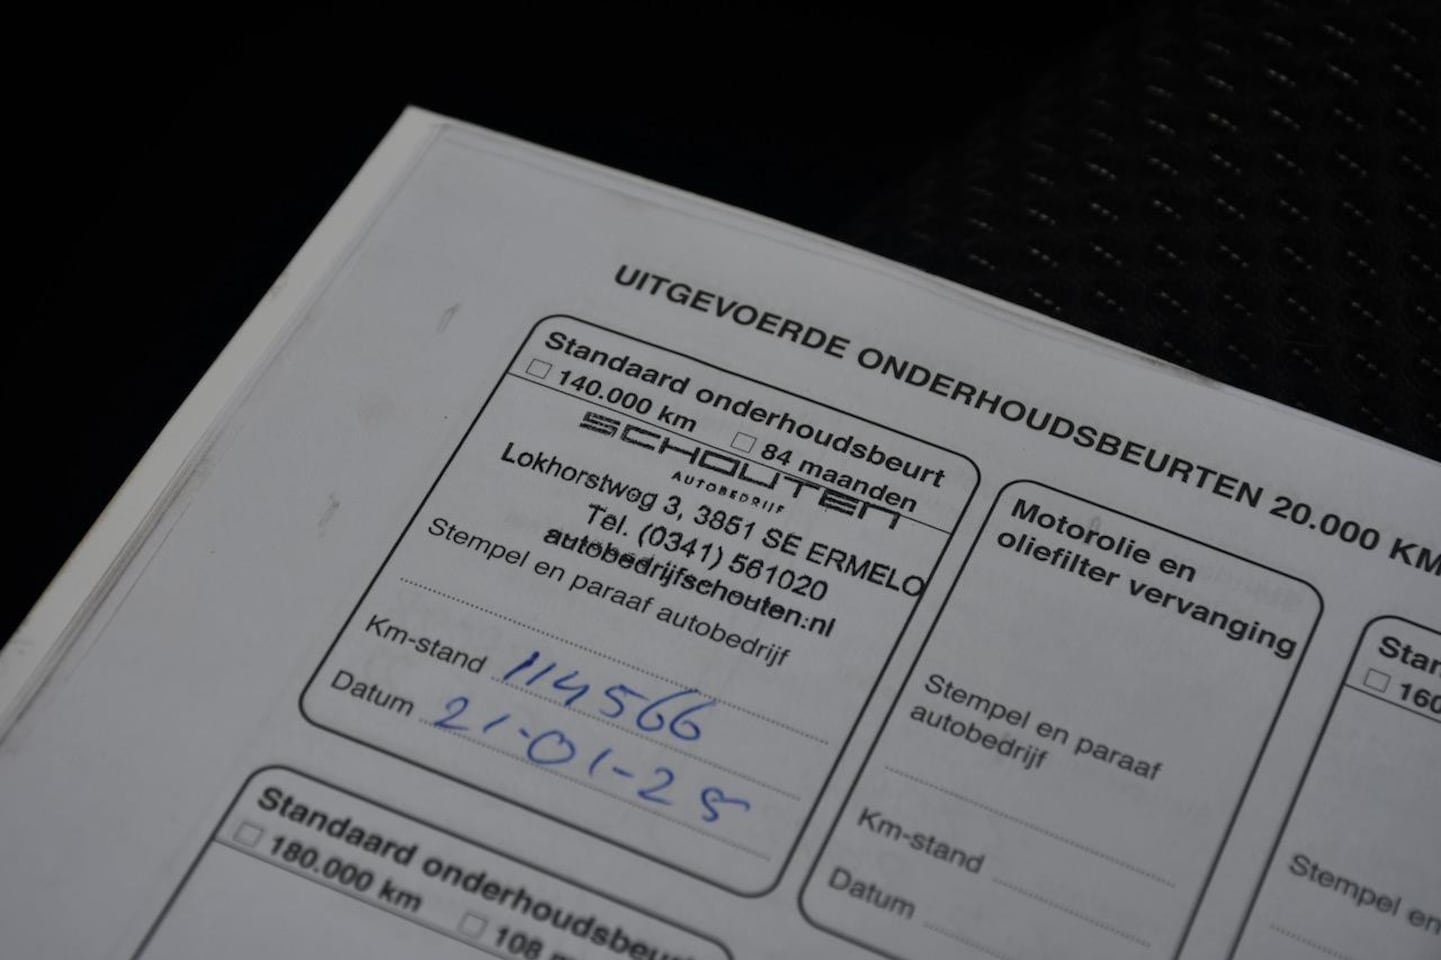 UITGEVOERDE ONDERHOUDSBEURTEN 20.000 KM
Standaard onderhoudsbeurt
140.000 km 84 maanden
SCHOUTEN
AUTOBEDRIJF
Lokhorstweg 3, 3851 SE ERMELO
Tel. (0341) 561020
autobedrijfschouten.nl
Stempel en paraaf autobedrijf
Km-stand 114566
Datum 21-01-25
Motorolie en
oliefilter vervanging
Stempel en paraaf
autobedrijf
Km-stand
Datum
Stan
160
Stempel en
Standaard onderhoudsbeur
180.000 km 108 m